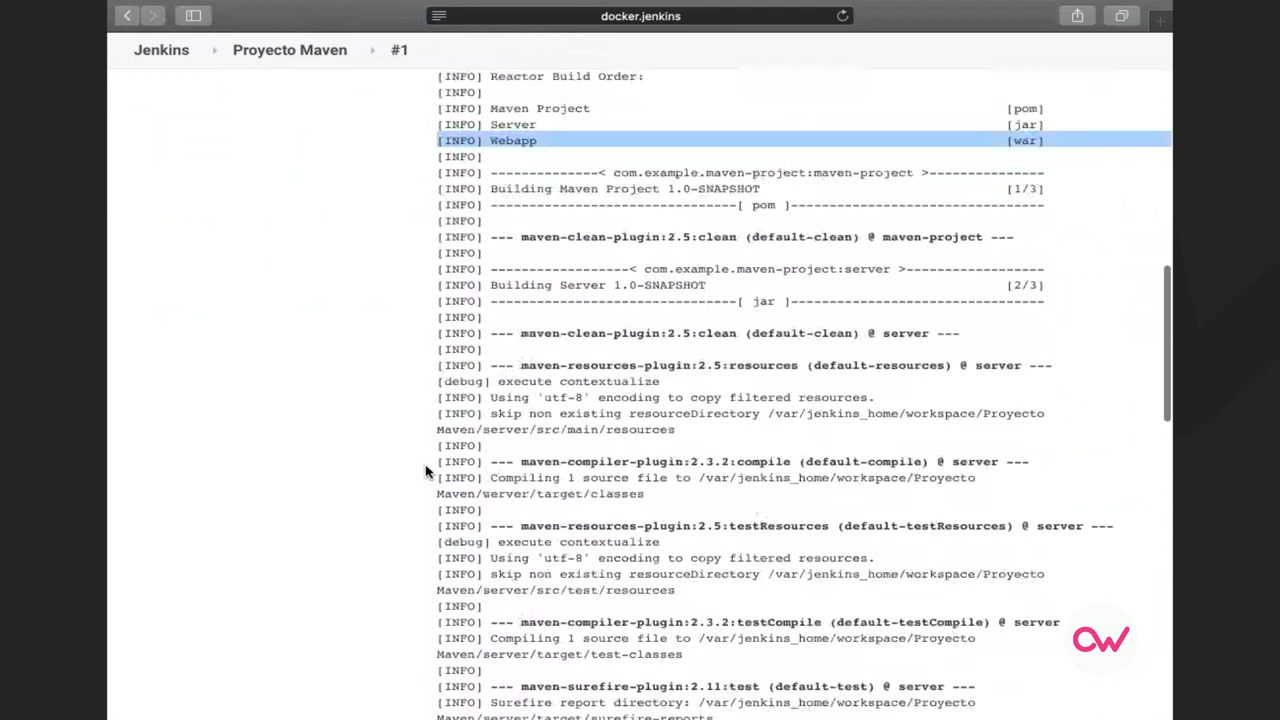 docker.jenkins
Jenkins Proyecto Maven #1
[INFO] Reactor Build Order:
[INFO]
[INFO] Maven Project [pom]
[INFO] Server [jar]
[INFO] Webapp [war]
[INFO]
[INFO] ---------------< com.example.maven-project:maven-project >---------------
[INFO] Building Maven Project 1.0-SNAPSHOT [1/3]
[INFO] --------------------------------[ pom ]---------------------------------
[INFO]
[INFO] --- maven-clean-plugin:2.5:clean (default-clean) @ maven-project ---
[INFO]
[INFO] ------------------< com.example.maven-project:server >------------------
[INFO] Building Server 1.0-SNAPSHOT [2/3]
[INFO] --------------------------------[ jar ]---------------------------------
[INFO]
[INFO] --- maven-clean-plugin:2.5:clean (default-clean) @ server ---
[INFO]
[INFO] --- maven-resources-plugin:2.5:resources (default-resources) @ server ---
[debug] execute contextualize
[INFO] Using 'utf-8' encoding to copy filtered resources.
[INFO] skip non existing resourceDirectory /var/jenkins_home/workspace/Proyecto
Maven/server/src/main/resources
[INFO]
[INFO] --- maven-compiler-plugin:2.3.2:compile (default-compile) @ server ---
[INFO] Compiling 1 source file to /var/jenkins_home/workspace/Proyecto
Maven/server/target/classes
[INFO]
[INFO] --- maven-resources-plugin:2.5:testResources (default-testResources) @ server ---
[debug] execute contextualize
[INFO] Using 'utf-8' encoding to copy filtered resources.
[INFO] skip non existing resourceDirectory /var/jenkins_home/workspace/Proyecto
Maven/server/src/test/resources
[INFO]
[INFO] --- maven-compiler-plugin:2.3.2:testCompile (default-testCompile) @ server
[INFO] Compiling 1 source file to /var/jenkins_home/workspace/Proyecto
Maven/server/target/test-classes
[INFO]
[INFO] --- maven-surefire-plugin:2.11:test (default-test) @ server ---
[INFO] Surefire report directory: /var/jenkins_home/workspace/Proyecto
Maven/server/target/surefire-reports